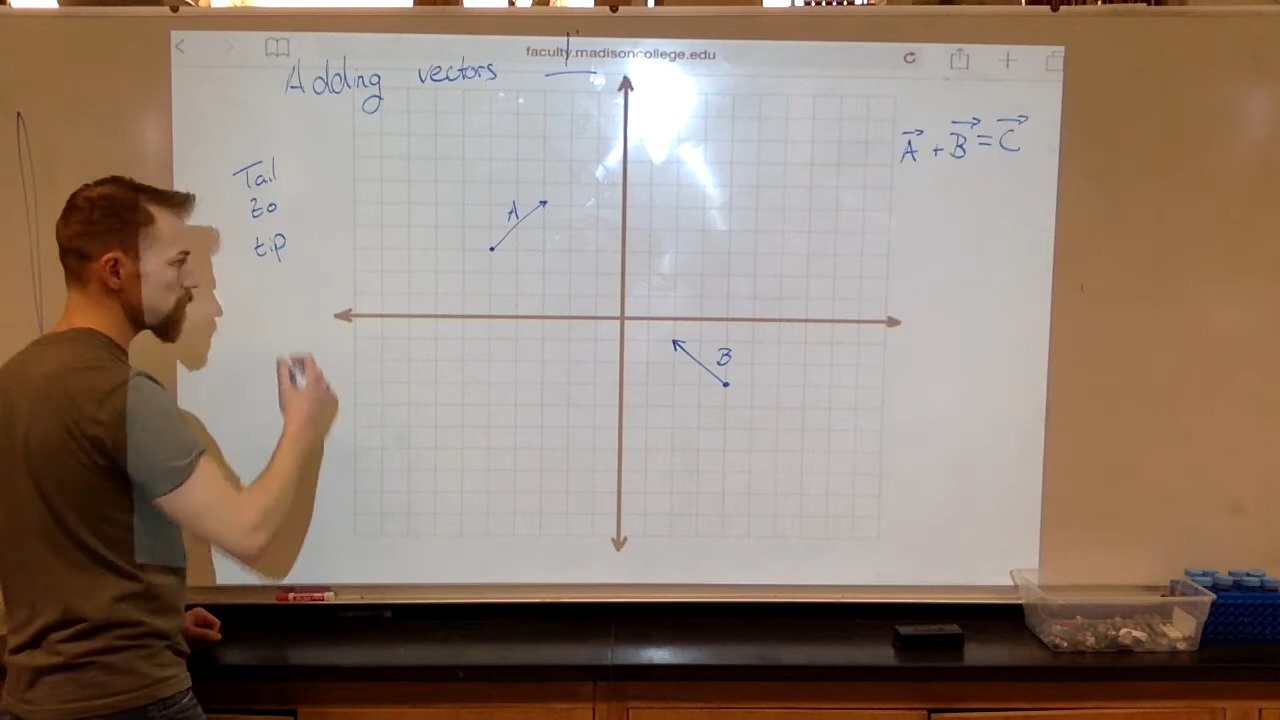 faculty.madisoncollege.edu
Adding vectors
A + B = C
Tail
to
tip
A
B